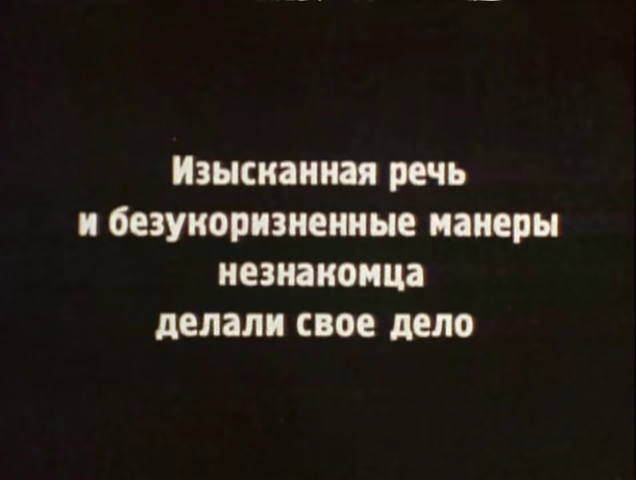 Изысканная речь
и безукоризненные манеры
незнакомца
делали свое дело